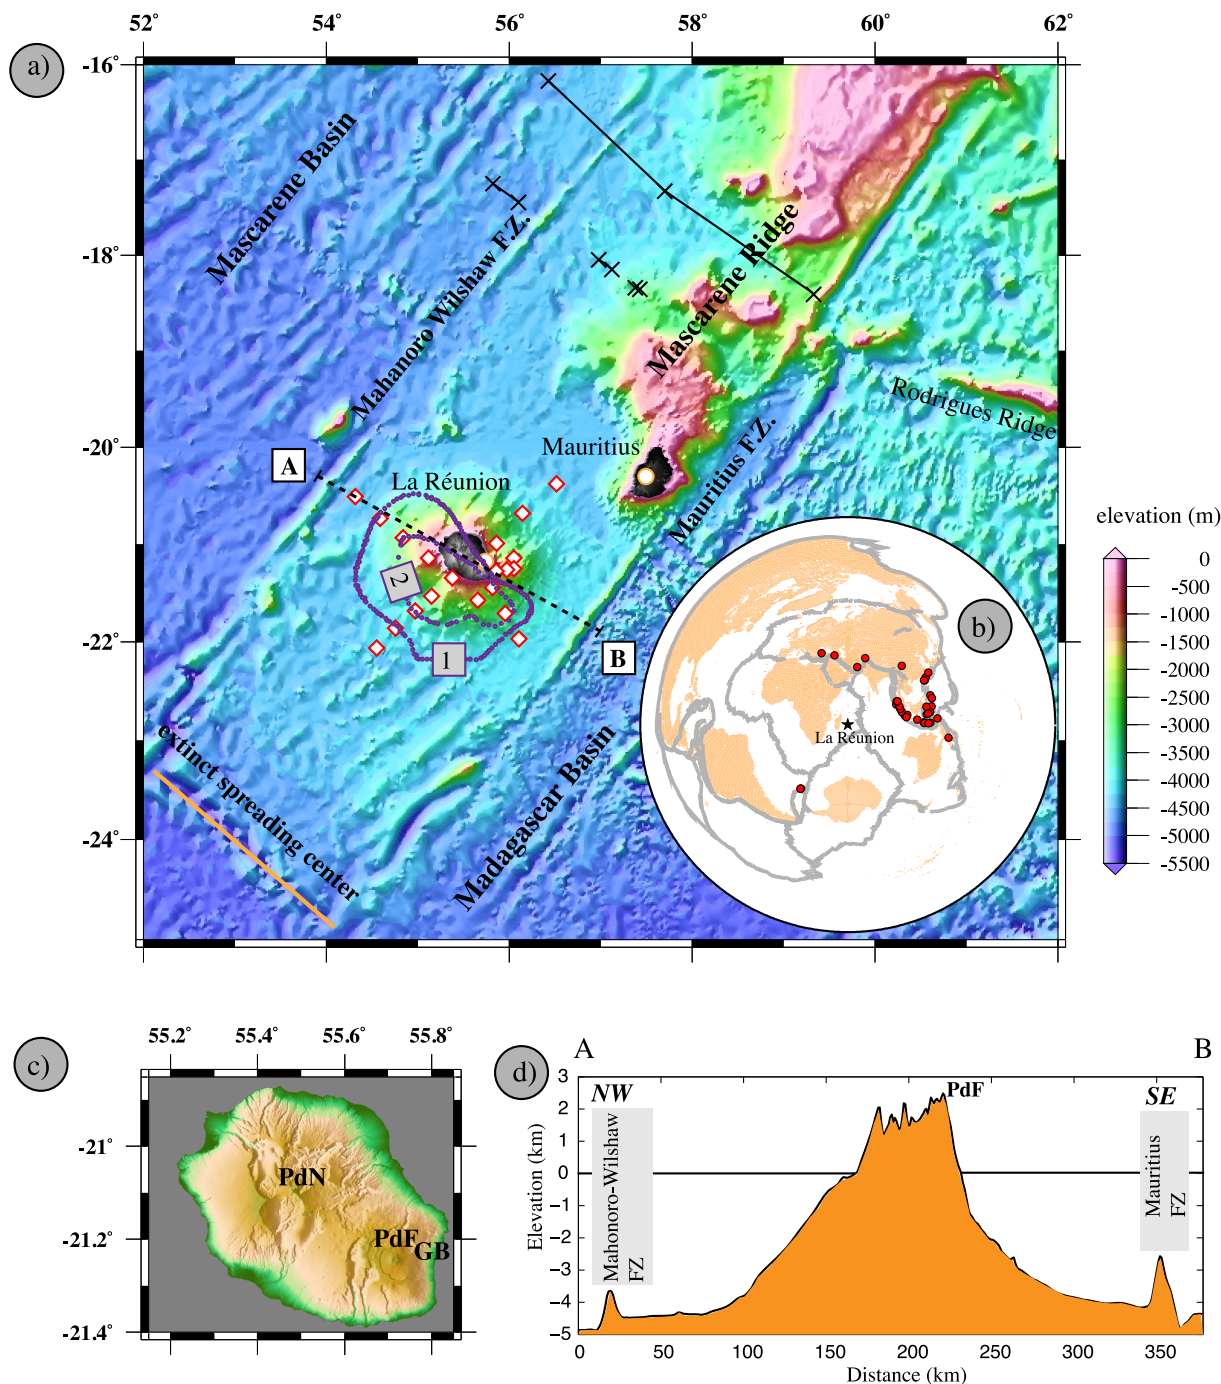 52° 54° 56° 58° 60° 62°
a)
-16°
-18°
-20°
-22°
-24°
Mascarene Basin
Mahanoro Wilshaw F.Z.
Mascarene Ridge
Rodrigues Ridge
Mauritius
Mauritius F.Z.
A
La Réunion
2
1
B
extinct spreading center
Madagascar Basin
b)
La Réunion
elevation (m)
0
-500
-1000
-1500
-2000
-2500
-3000
-3500
-4000
-4500
-5000
-5500
c)
55.2° 55.4° 55.6° 55.8°
-21°
-21.2°
-21.4°
PdN
PdF
GB
d)
A B
NW SE
PdF
Mahonoro-Wilshaw
FZ
Mauritius
FZ
Elevation (km)
3
2
1
0
−1
−2
−3
−4
−5
0 50 100 150 200 250 300 350
Distance (km)